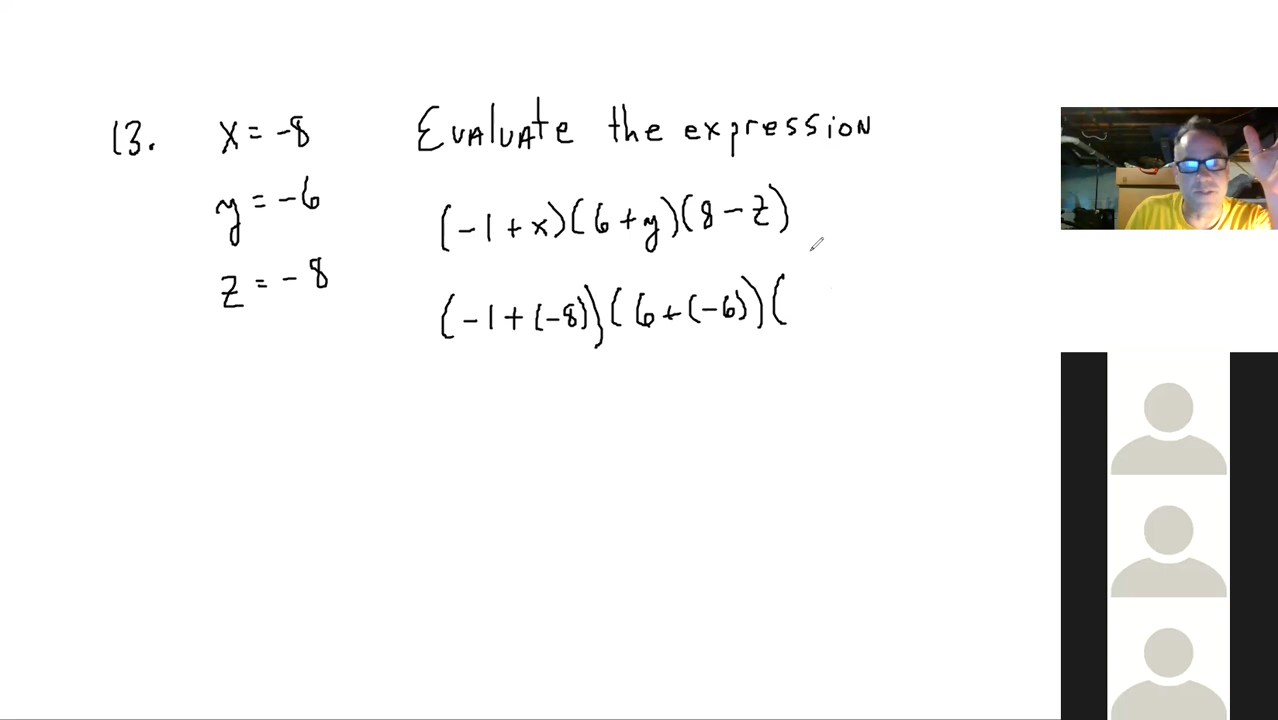 13. x = -8 Evaluate the expression
y = -6 (-1 + x)(6 + y)(8 - z)
z = -8 (-1 + (-8))(6 + (-6))(